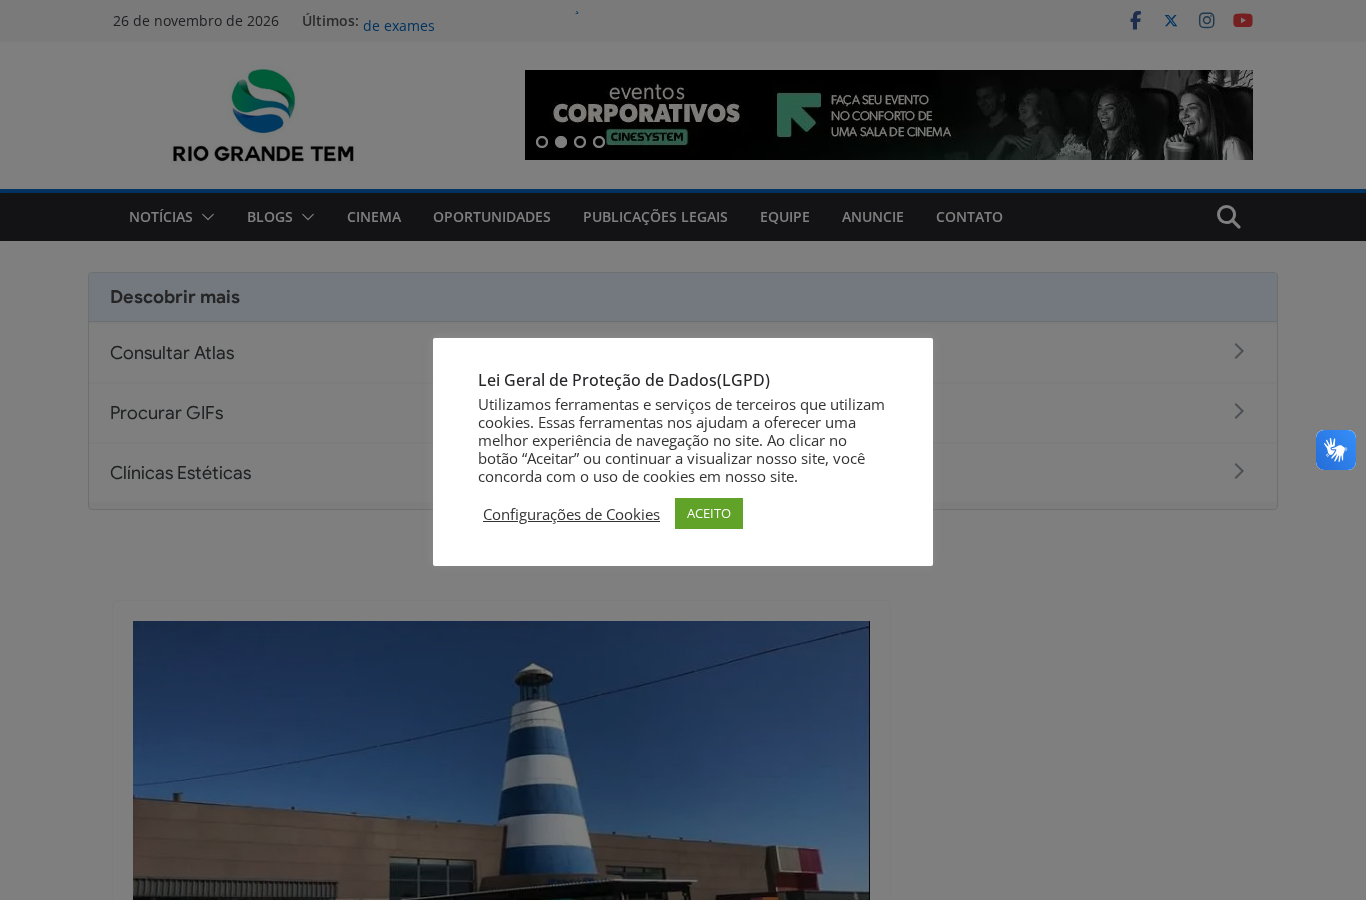 26 de novembro de 2026
Últimos:
de exames
RIO GRANDE TEM
eventos
CORPORATIVOS
CINESYSTEM
FAÇA SEU EVENTO
NO CONFORTO DE
UMA SALA DE CINEMA
NOTÍCIAS
BLOGS
CINEMA
OPORTUNIDADES
PUBLICAÇÕES LEGAIS
EQUIPE
ANUNCIE
CONTATO
Descobrir mais
Consultar Atlas
Procurar GIFs
Clínicas Estéticas
Lei Geral de Proteção de Dados(LGPD)
Utilizamos ferramentas e serviços de terceiros que utilizam
cookies. Essas ferramentas nos ajudam a oferecer uma
melhor experiência de navegação no site. Ao clicar no
botão “Aceitar” ou continuar a visualizar nosso site, você
concorda com o uso de cookies em nosso site.
Configurações de Cookies
ACEITO